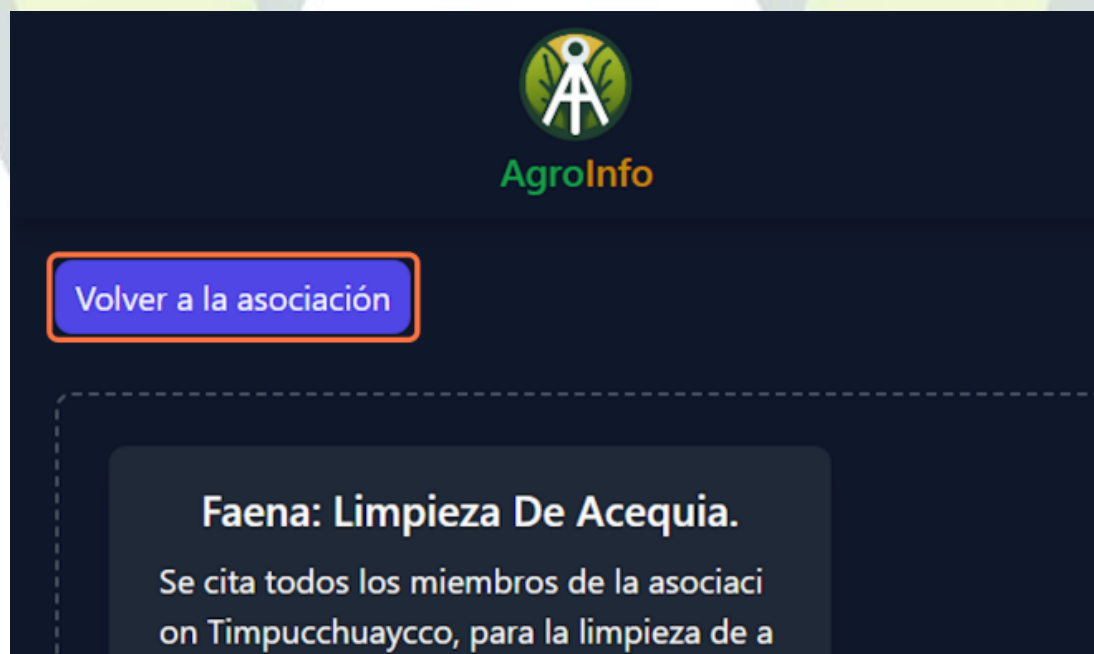 AgroInfo
Volver a la asociación
Faena: Limpieza De Acequia.
Se cita todos los miembros de la asociaci
on Timpucchuaycco, para la limpieza de a